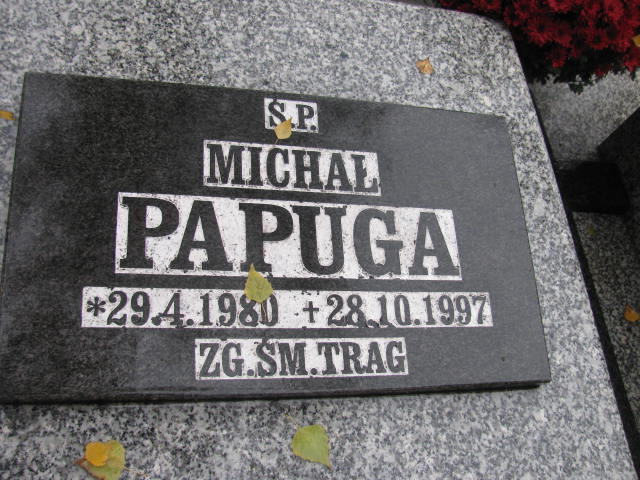 Ś.P.
MICHAŁ
PAPUGA
*29.4.1980 +28.10.1997
ZG.ŚM.TRAG